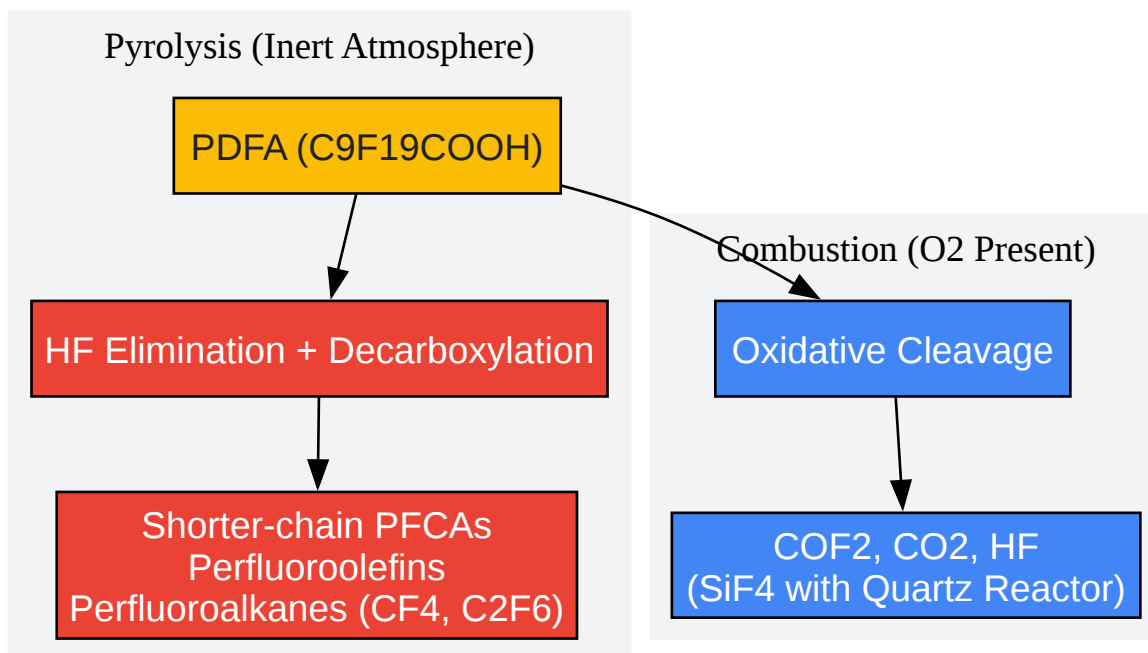 Pyrolysis (Inert Atmosphere)
PDFA (C9F19COOH)
HF Elimination + Decarboxylation
Shorter-chain PFCAs
Perfluoroolefins
Perfluoroalkanes (CF4, C2F6)
Combustion (O2 Present)
Oxidative Cleavage
COF2, CO2, HF
(SiF4 with Quartz Reactor)